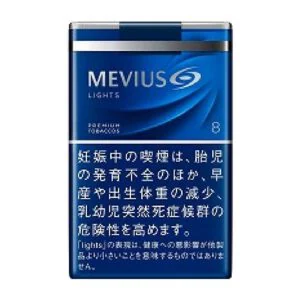 MEVIUS
LIGHTS
PREMIUM
TOBACCOS
8
妊娠中の喫煙は、胎児
の発育不全のほか、早
産や出生体重の減少、
乳幼児突然死症候群の
危険性を高めます。
「lights」の表現は、健康への悪影響が他製
品より小さいことを意味するものではありま
せん。